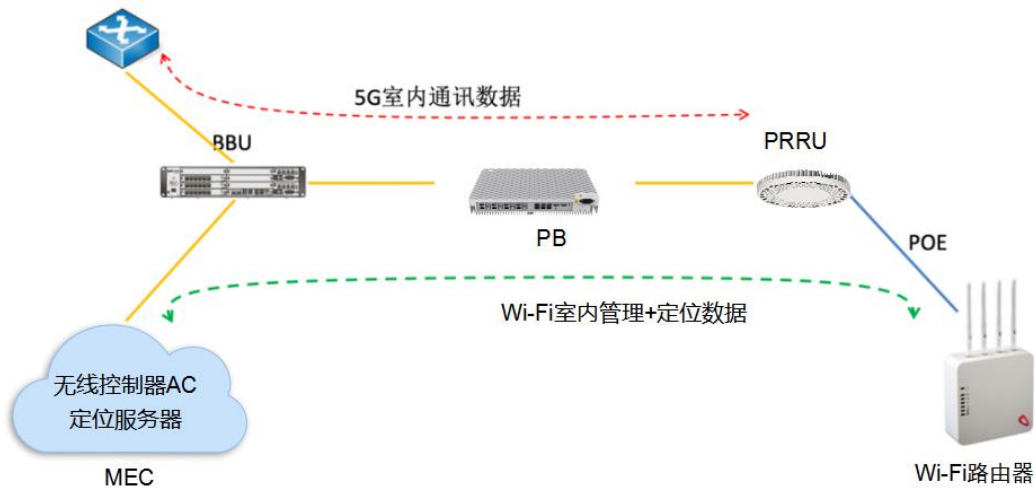 5G室内通讯数据
BBU
PRRU
PB
POE
Wi-Fi室内管理+定位数据
无线控制器AC
定位服务器
MEC
Wi-Fi路由器